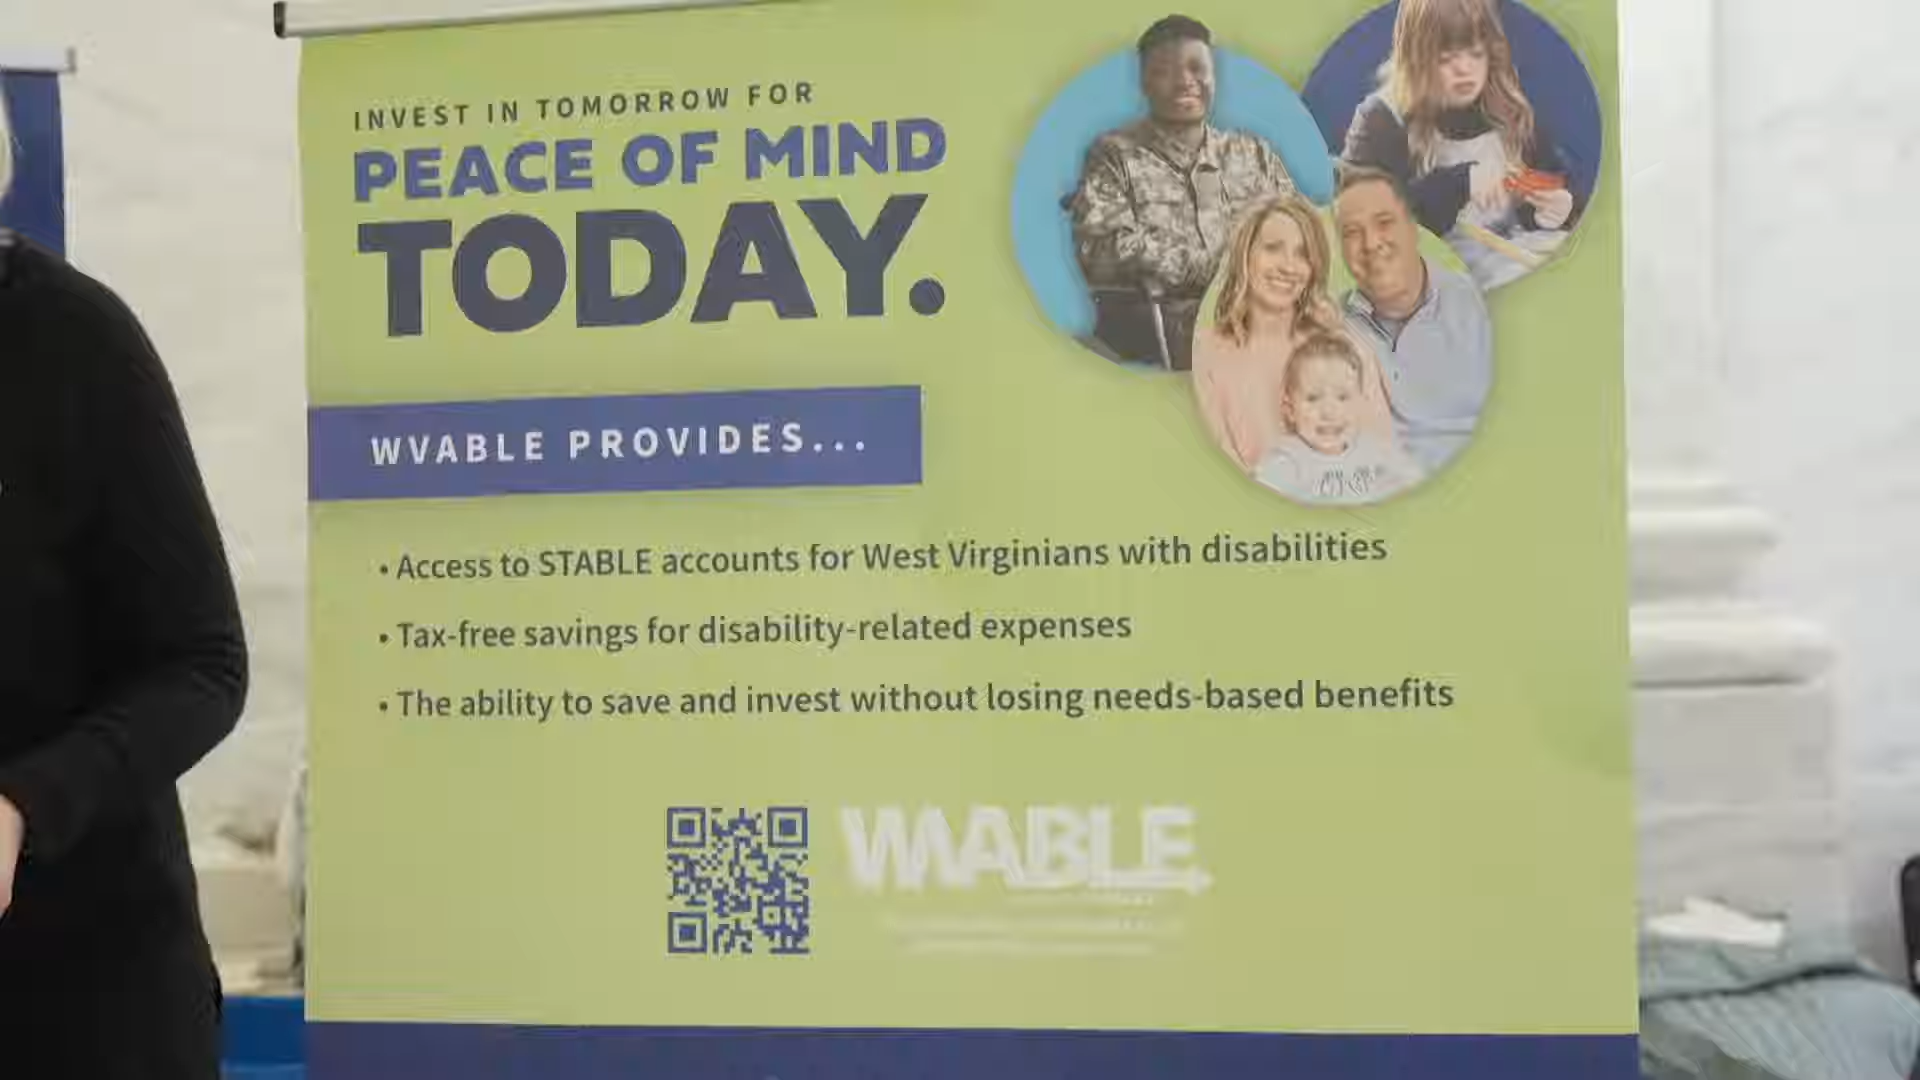 INVEST IN TOMORROW FOR
PEACE OF MIND
TODAY.
WVABLE PROVIDES...
• Access to STABLE accounts for West Virginians with disabilities
• Tax-free savings for disability-related expenses
• The ability to save and invest without losing needs-based benefits
WVABLE